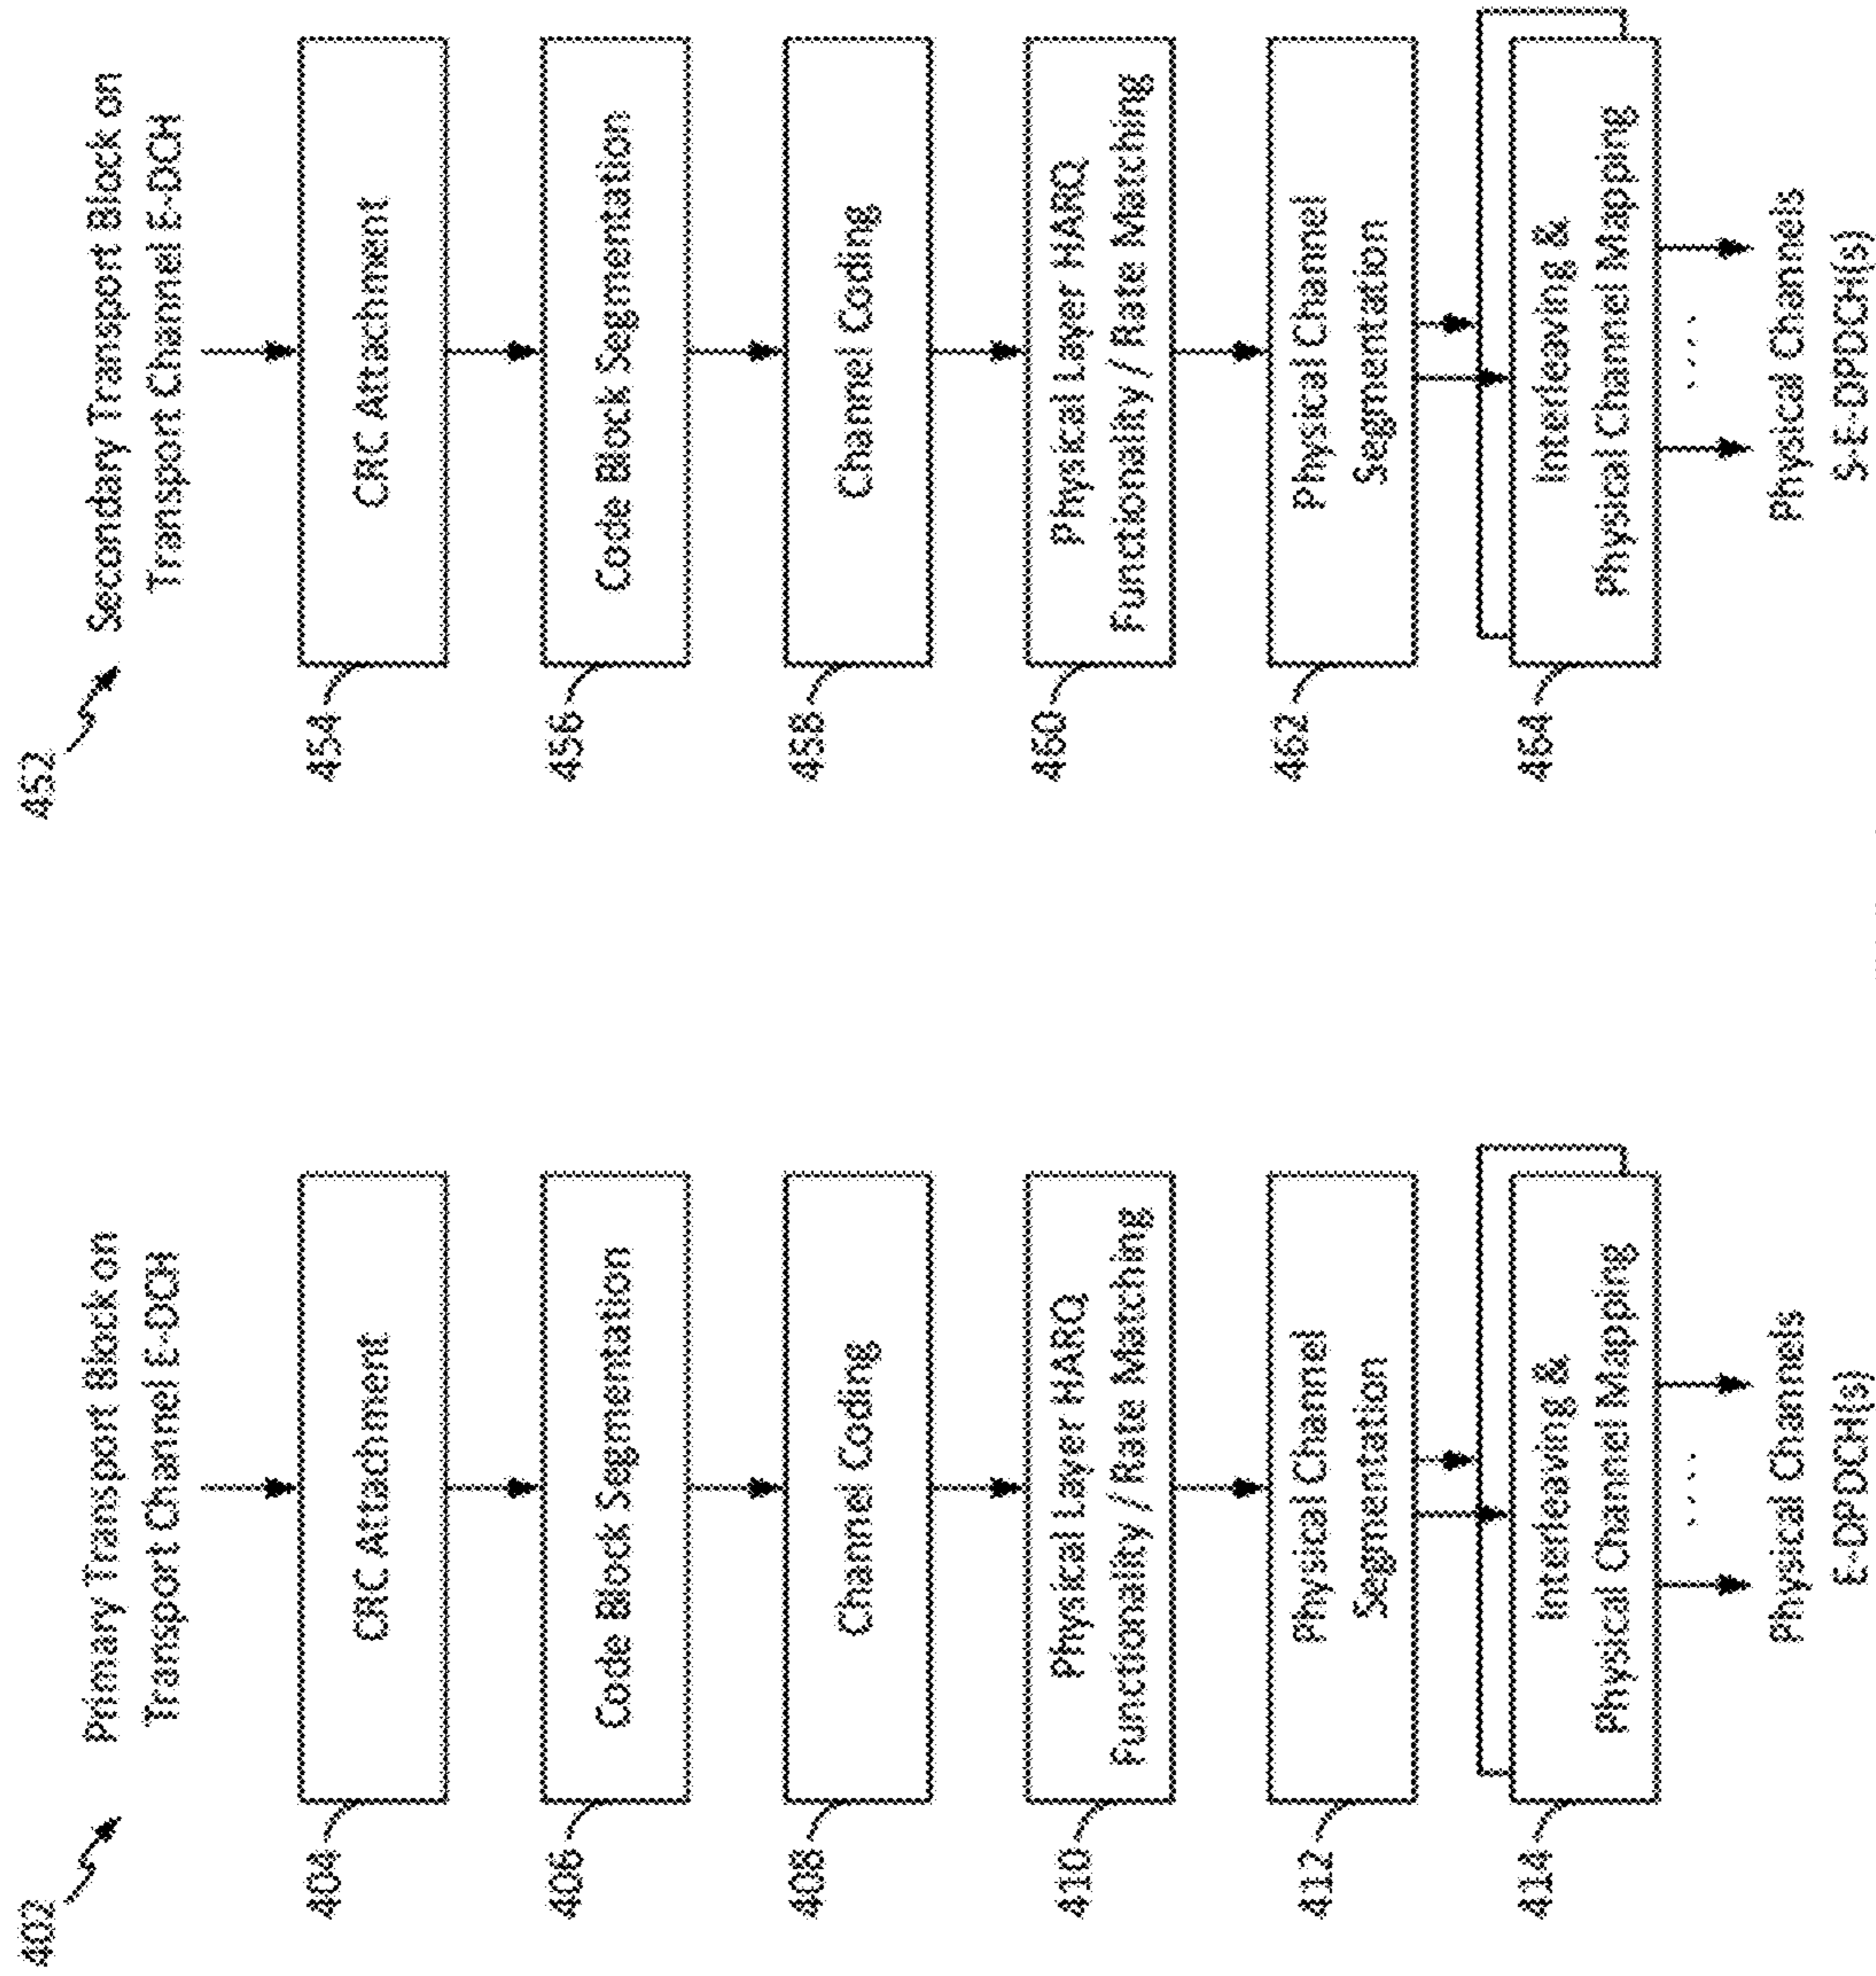 402
Primary Transport Block on
Transport Channel E-DCH
404
CRC Attachment
406
Code Block Segmentation
408
Channel Coding
410
Physical Layer HARQ
Functionality / Rate Matching
412
Physical Channel
Segmentation
414
Interleaving &
Physical Channel Mapping
....
Physical Channels
E-DPDCH(s)
452
Secondary Transport Block on
Transport Channel E-DCH
454
CRC Attachment
456
Code Block Segmentation
458
Channel Coding
460
Physical Layer HARQ
Functionality / Rate Matching
462
Physical Channel
Segmentation
464
Interleaving &
Physical Channel Mapping
....
Physical Channels
S-E-DPDCH(s)